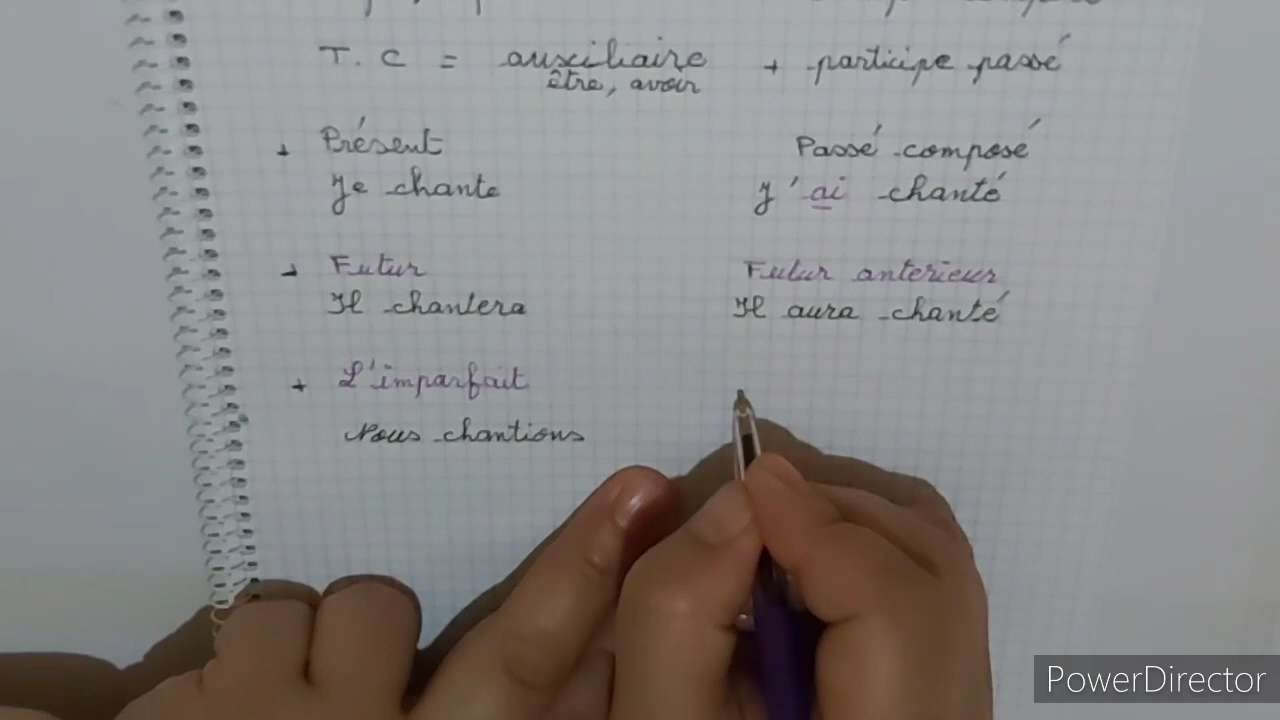 T. C = auxiliaire + participe passé
être, avoir
+ Présent Passé composé
Je chante J'ai chanté
Futur Futur anterieur
Il chantera Il aura chanté
+ L'imparfait
Nous chantions
PowerDirector